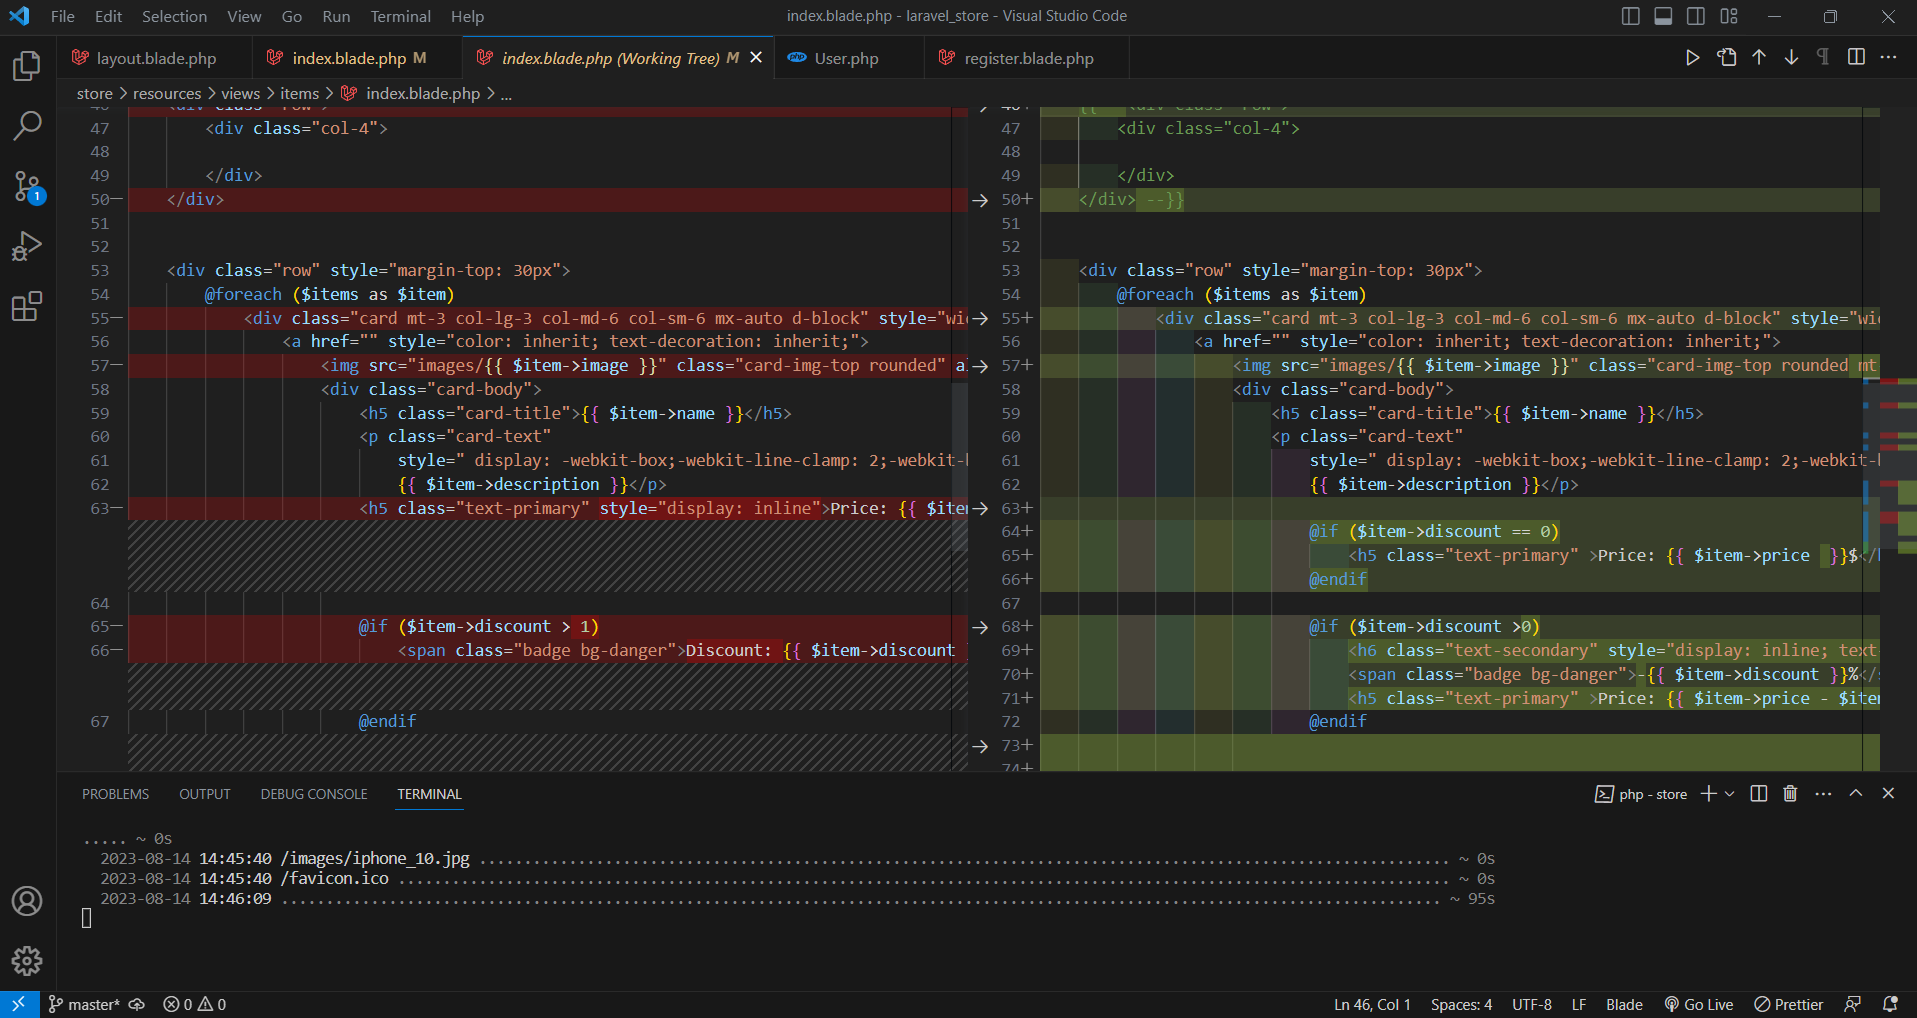 File Edit Selection View Go Run Terminal Help
index.blade.php - laravel_store - Visual Studio Code
layout.blade.php
index.blade.php M
index.blade.php (Working Tree) M
User.php
register.blade.php
store > resources > views > items > index.blade.php > ...
47 <div class="col-4">
48
49 </div>
50— </div>
51
52
53 <div class="row" style="margin-top: 30px">
54 @foreach ($items as $item)
55— <div class="card mt-3 col-lg-3 col-md-6 col-sm-6 mx-auto d-block" style="wi
56 <a href="" style="color: inherit; text-decoration: inherit;">
57— <img src="images/{{ $item->image }}" class="card-img-top rounded" a
58 <div class="card-body">
59 <h5 class="card-title">{{ $item->name }}</h5>
60 <p class="card-text"
61 style=" display: -webkit-box;-webkit-line-clamp: 2;-webkit-
62 {{ $item->description }}</p>
63— <h5 class="text-primary" style="display: inline">Price: {{ $ite
64
65— @if ($item->discount > 1)
66— <span class="badge bg-danger">Discount: {{ $item->discount
67 @endif
46+ {{ <div class="row">
47 <div class="col-4">
48
49 </div>
50+ </div> --}}
51
52
53 <div class="row" style="margin-top: 30px">
54 @foreach ($items as $item)
55+ <div class="card mt-3 col-lg-3 col-md-6 col-sm-6 mx-auto d-block" style="wi
56 <a href="" style="color: inherit; text-decoration: inherit;">
57+ <img src="images/{{ $item->image }}" class="card-img-top rounded mt
58 <div class="card-body">
59 <h5 class="card-title">{{ $item->name }}</h5>
60 <p class="card-text"
61 style=" display: -webkit-box;-webkit-line-clamp: 2;-webkit-
62 {{ $item->description }}</p>
63+
64+ @if ($item->discount == 0)
65+ <h5 class="text-primary" >Price: {{ $item->price }}$</
66+ @endif
67
68+ @if ($item->discount >0)
69+ <h6 class="text-secondary" style="display: inline; text-
70+ <span class="badge bg-danger">-{{ $item->discount }}%</
71+ <h5 class="text-primary" >Price: {{ $item->price - $ite
72 @endif
73+
74+
PROBLEMS OUTPUT DEBUG CONSOLE TERMINAL
php - store
..... ~ 0s
2023-08-14 14:45:40 /images/iphone_10.jpg ~ 0s
2023-08-14 14:45:40 /favicon.ico ~ 0s
2023-08-14 14:46:09 ~ 95s
master* 0 0 Ln 46, Col 1 Spaces: 4 UTF-8 LF Blade Go Live Prettier